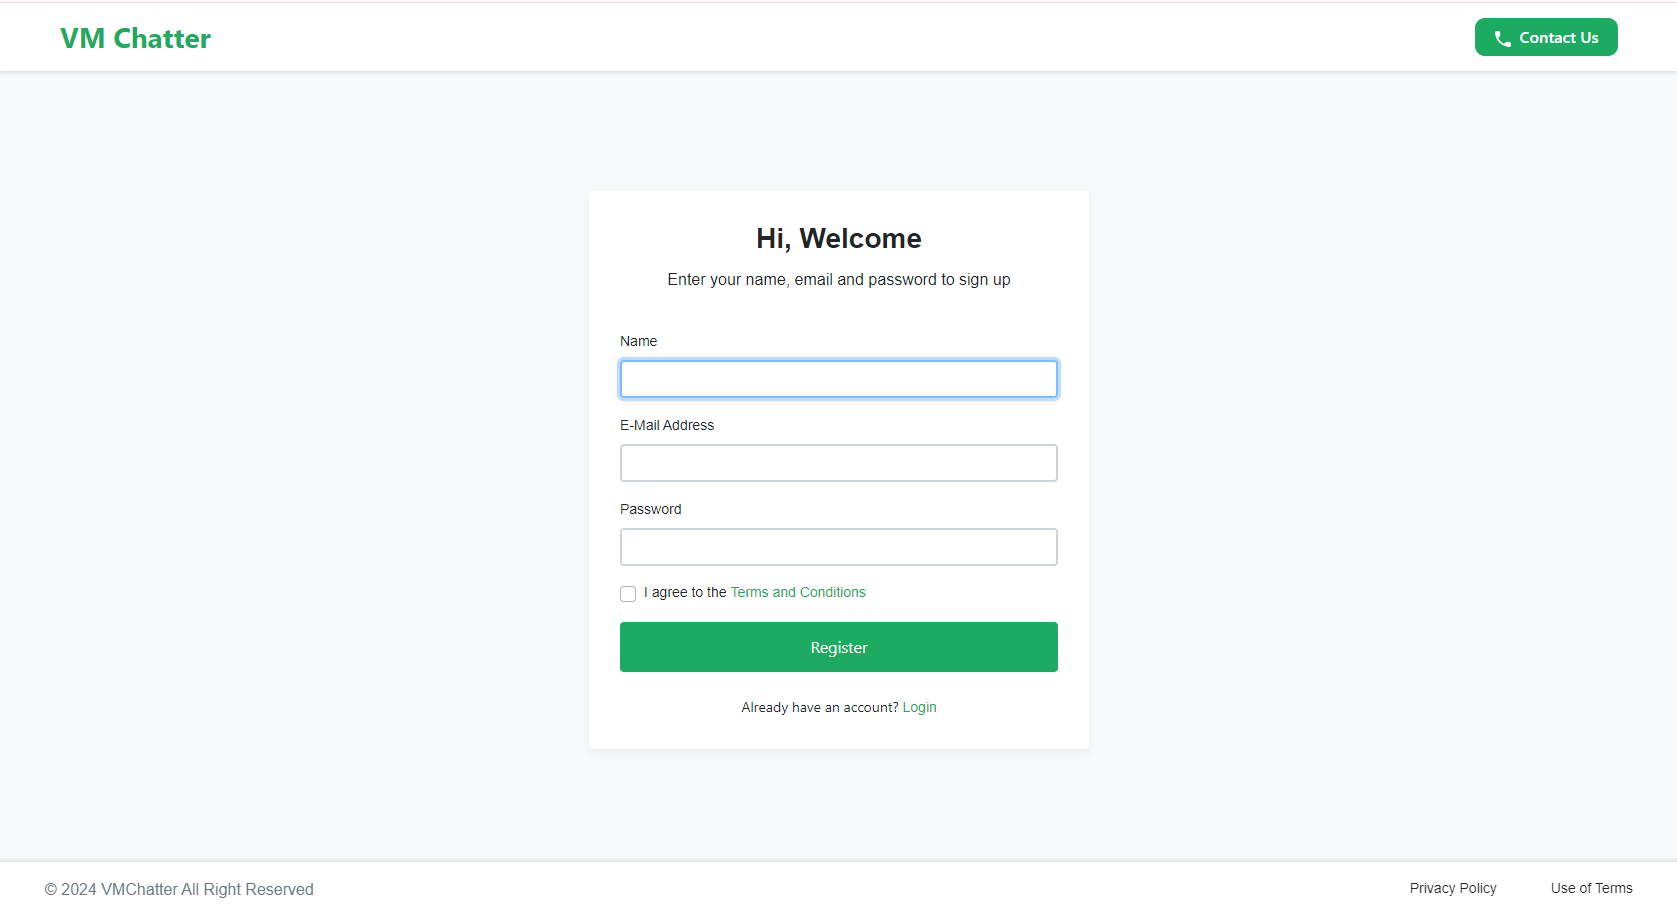 VM Chatter
Contact Us
Hi, Welcome
Enter your name, email and password to sign up
Name
E-Mail Address
Password
I agree to the Terms and Conditions
Register
Already have an account? Login
© 2024 VMChatter All Right Reserved
Privacy Policy
Use of Terms